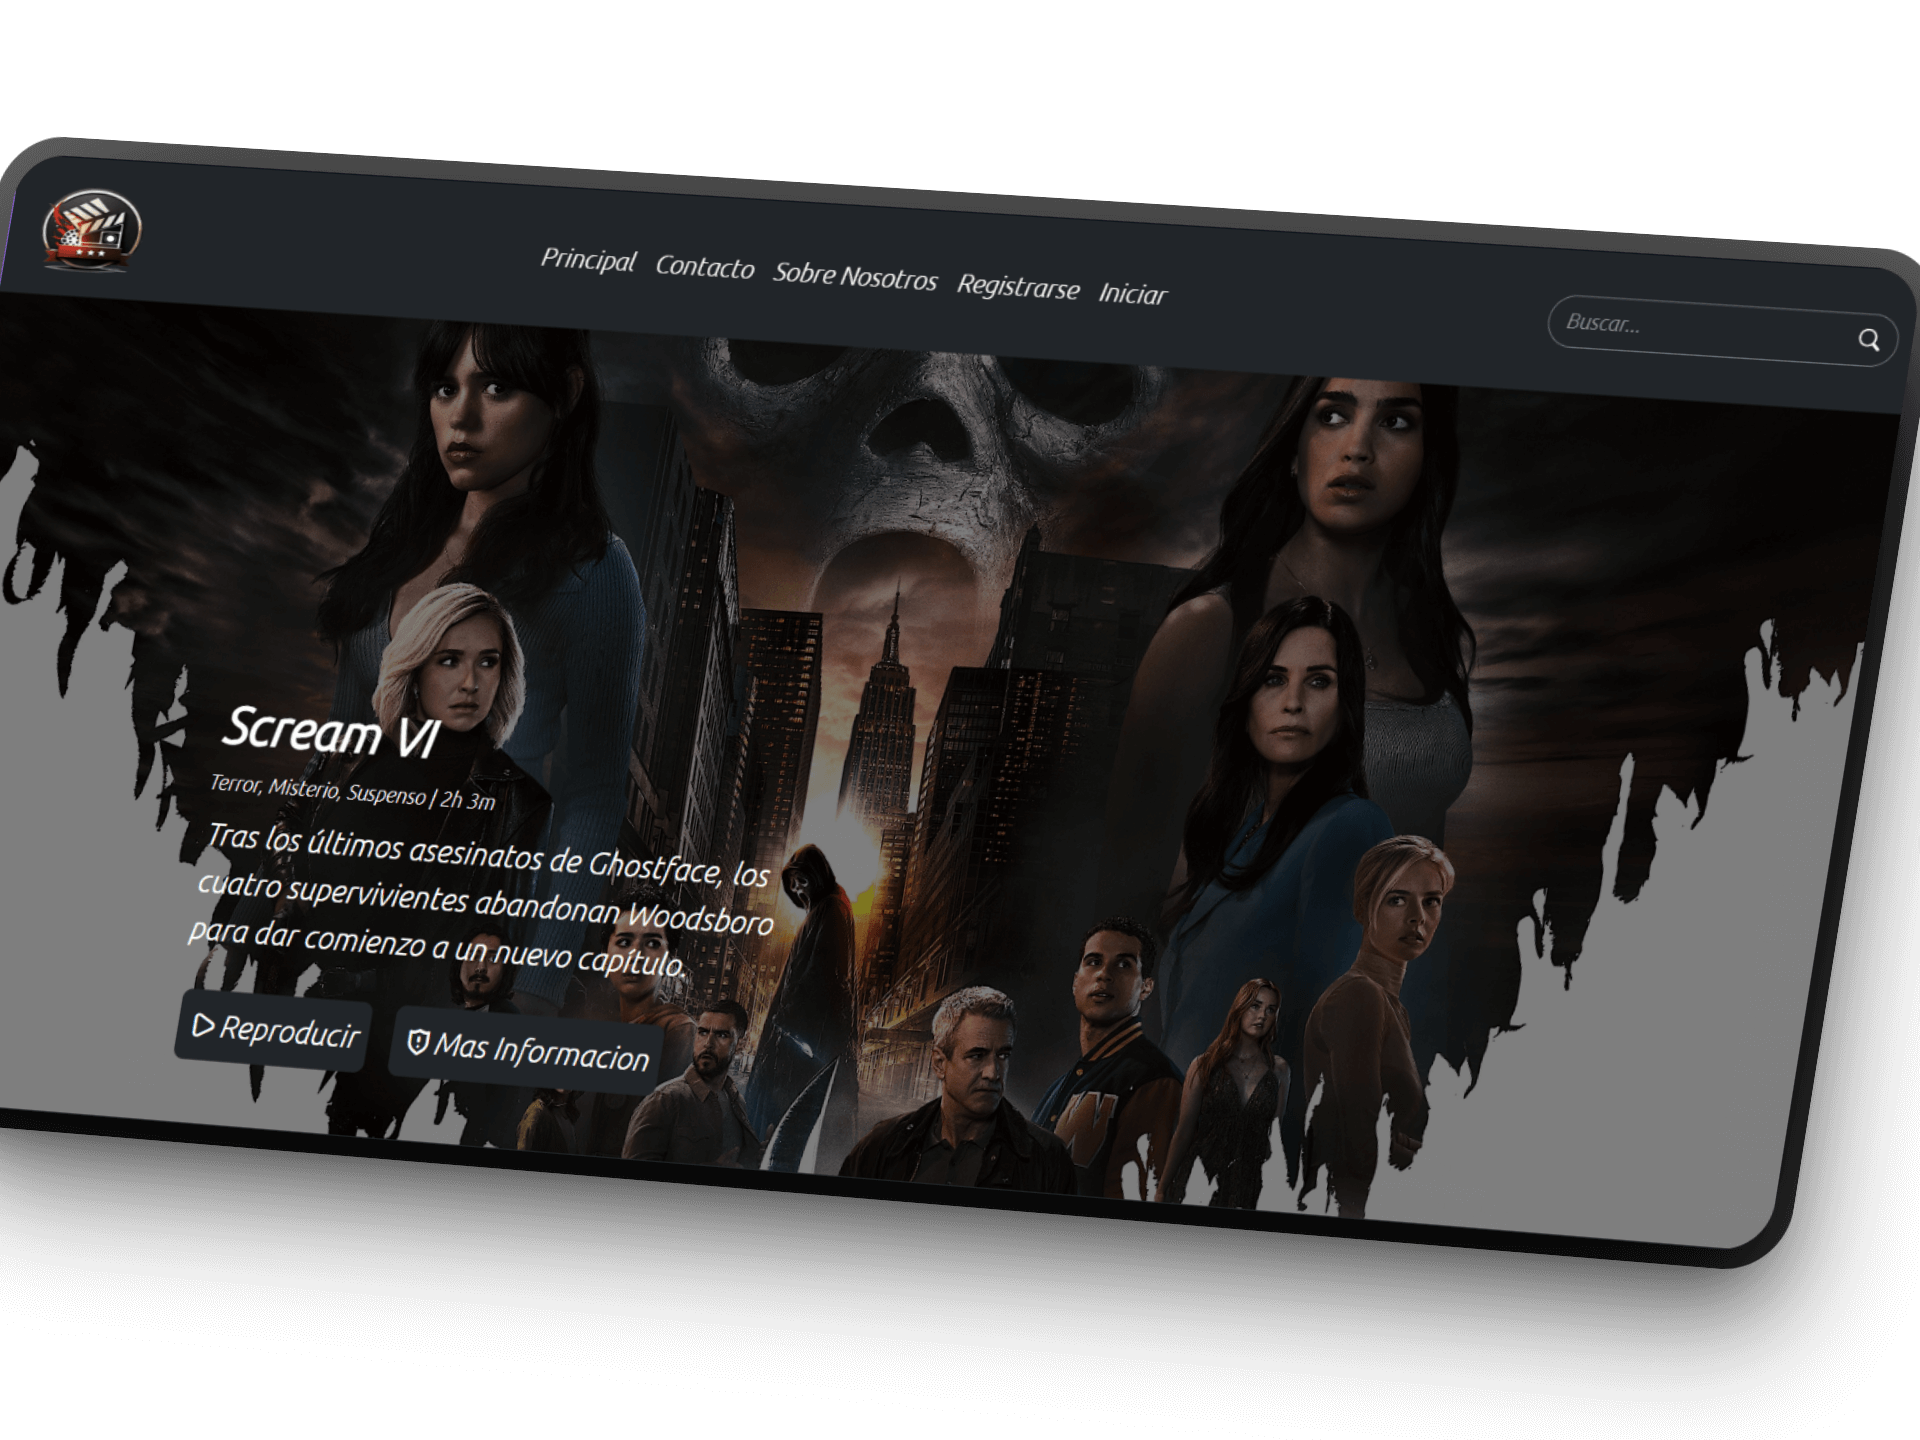 Principal Contacto Sobre Nosotros Registrarse Iniciar
Buscar...
Scream VI
Terror, Misterio, Suspenso | 2h 3m
Tras los últimos asesinatos de Ghostface, los
cuatro supervivientes abandonan Woodsboro
para dar comienzo a un nuevo capítulo.
Reproducir
Mas Informacion